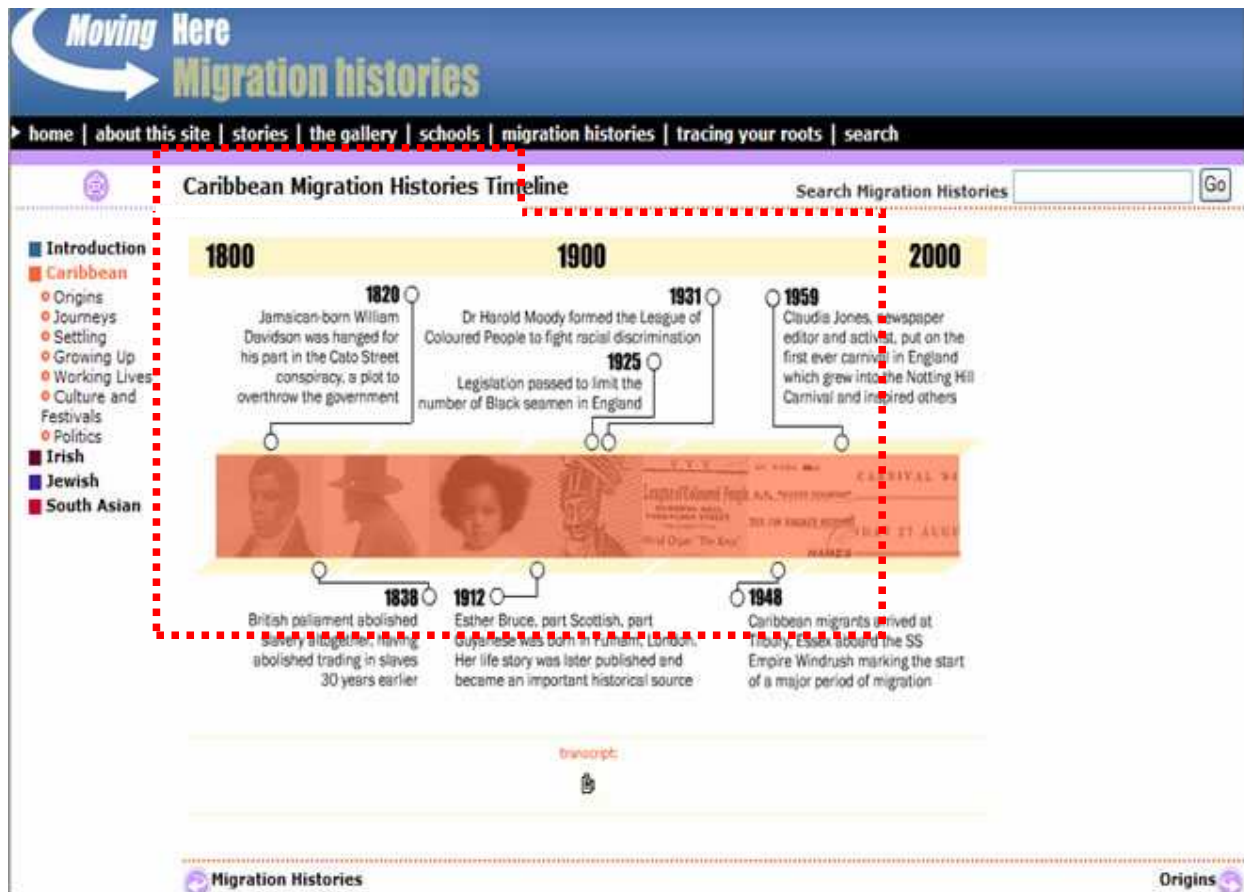 Moving Here
Migration histories
home | about this site | stories | the gallery | schools | migration histories | tracing your roots | search
Caribbean Migration Histories Timeline
Search Migration Histories
Go
Introduction
Caribbean
Origins
Journeys
Settling
Growing Up
Working Lives
Culture and
Festivals
Politics
Irish
Jewish
South Asian
1800
1900
2000
1820
Jamaican-born William
Davidson was hanged for
his part in the Cato Street
conspiracy, a plot to
overthrow the government
1931
Dr Harold Moody formed the League of
Coloured People to fight racial discrimination
1925
Legislation passed to limit the
number of Black seamen in England
1959
Claudia Jones, newspaper
editor and activist, put on the
first ever carnival in England
which grew into the Notting Hill
Carnival and inspired others
League of Coloured People
CARNIVAL
1838
British paliament abolished
slavery altogether, having
abolished trading in slaves
30 years earlier
1912
Esther Bruce, part Scottish, part
Guyanese was born in Fulham, London.
Her life story was later published and
became an important historical source
1948
Caribbean migrants arrived at
Tilbury, Essex aboard the SS
Empire Windrush marking the start
of a major period of migration
transcript:
Migration Histories
Origins